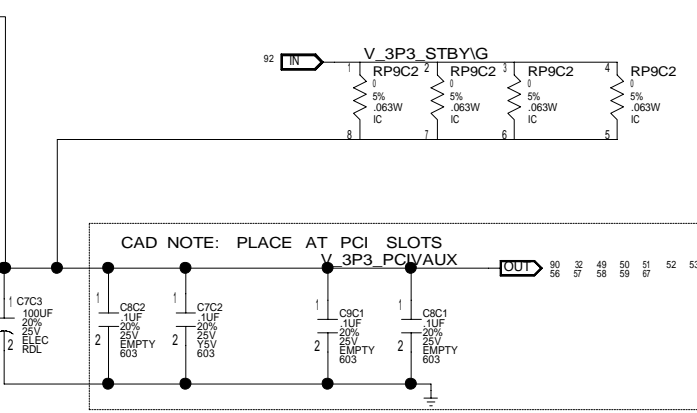 92 IN V_3P3_STBY\G
1 RP9C2 2 RP9C2 3 RP9C2 4 RP9C2
0 0 0 0
5% 5% 5% 5%
.063W .063W .063W .063W
IC IC IC IC
8 7 6 5
CAD NOTE: PLACE AT PCI SLOTS
V_3P3_PCIVAUX
OUT 90 32 49 50 51 52 53
56 57 58 59 67
1 C7C3
100UF
20%
25V
ELEC
RDL
2
1 C8C2
.1UF
20%
25V
EMPTY
603
2
1 C7C2
.1UF
20%
25V
Y5V
603
2
1 C9C1
.1UF
20%
25V
EMPTY
603
2
1 C8C1
.1UF
20%
25V
EMPTY
603
2